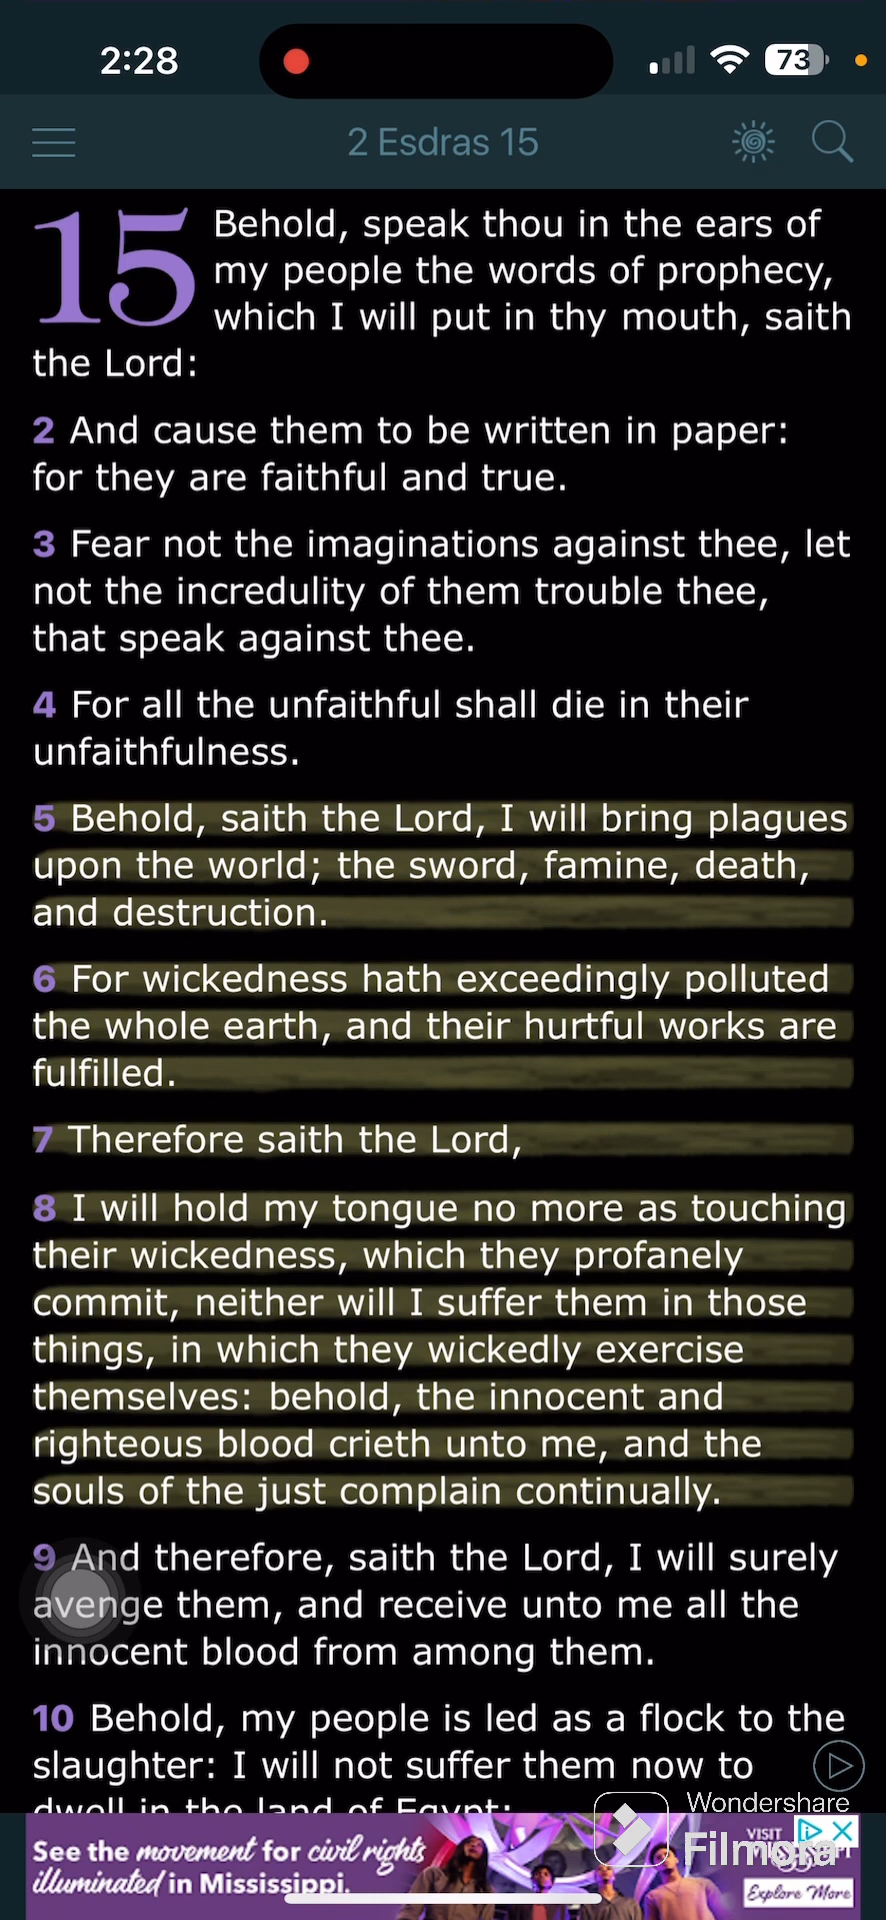 2:28
73
2 Esdras 15
15 Behold, speak thou in the ears of
my people the words of prophecy,
which I will put in thy mouth, saith
the Lord:
2 And cause them to be written in paper:
for they are faithful and true.
3 Fear not the imaginations against thee, let
not the incredulity of them trouble thee,
that speak against thee.
4 For all the unfaithful shall die in their
unfaithfulness.
5 Behold, saith the Lord, I will bring plagues
upon the world; the sword, famine, death,
and destruction.
6 For wickedness hath exceedingly polluted
the whole earth, and their hurtful works are
fulfilled.
7 Therefore saith the Lord,
8 I will hold my tongue no more as touching
their wickedness, which they profanely
commit, neither will I suffer them in those
things, in which they wickedly exercise
themselves: behold, the innocent and
righteous blood crieth unto me, and the
souls of the just complain continually.
9 And therefore, saith the Lord, I will surely
avenge them, and receive unto me all the
innocent blood from among them.
10 Behold, my people is led as a flock to the
slaughter: I will not suffer them now to
dwell in the land of Egypt:
Wondershare
Filmora
See the movement for civil rights
illuminated in Mississippi.
VISIT
Explore More